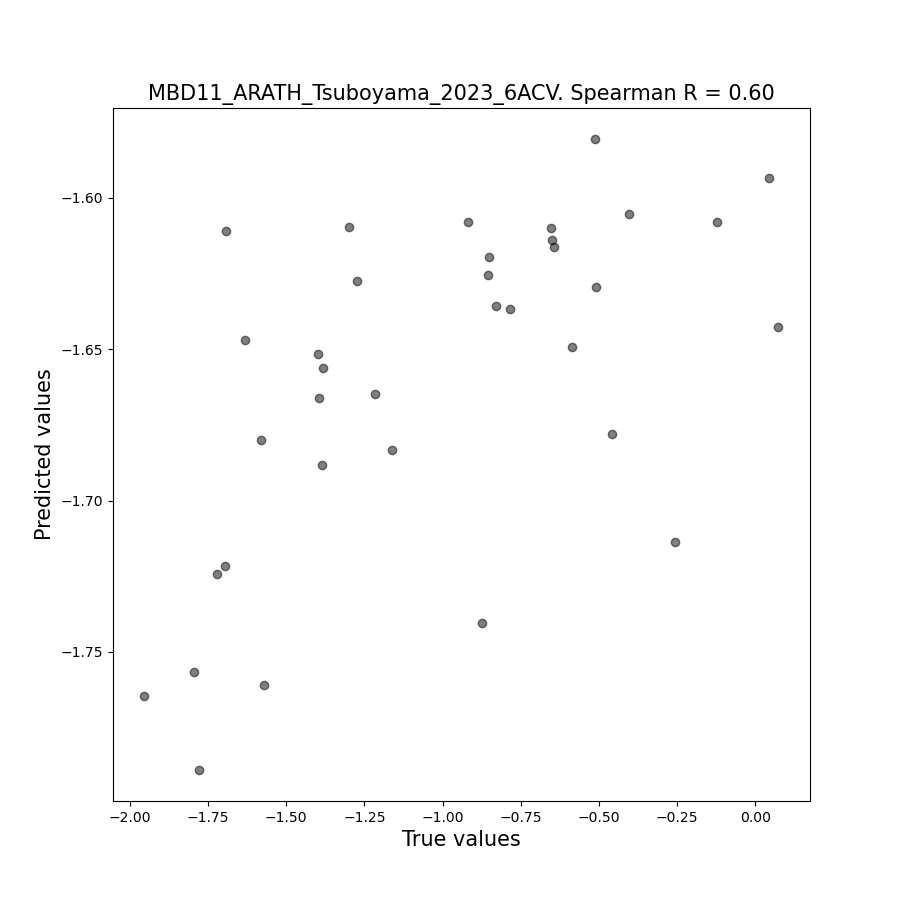 MBD11_ARATH_Tsuboyama_2023_6ACV. Spearman R = 0.60
Predicted values
−1.60
−1.65
−1.70
−1.75
−2.00 −1.75 −1.50 −1.25 −1.00 −0.75 −0.50 −0.25 0.00
True values